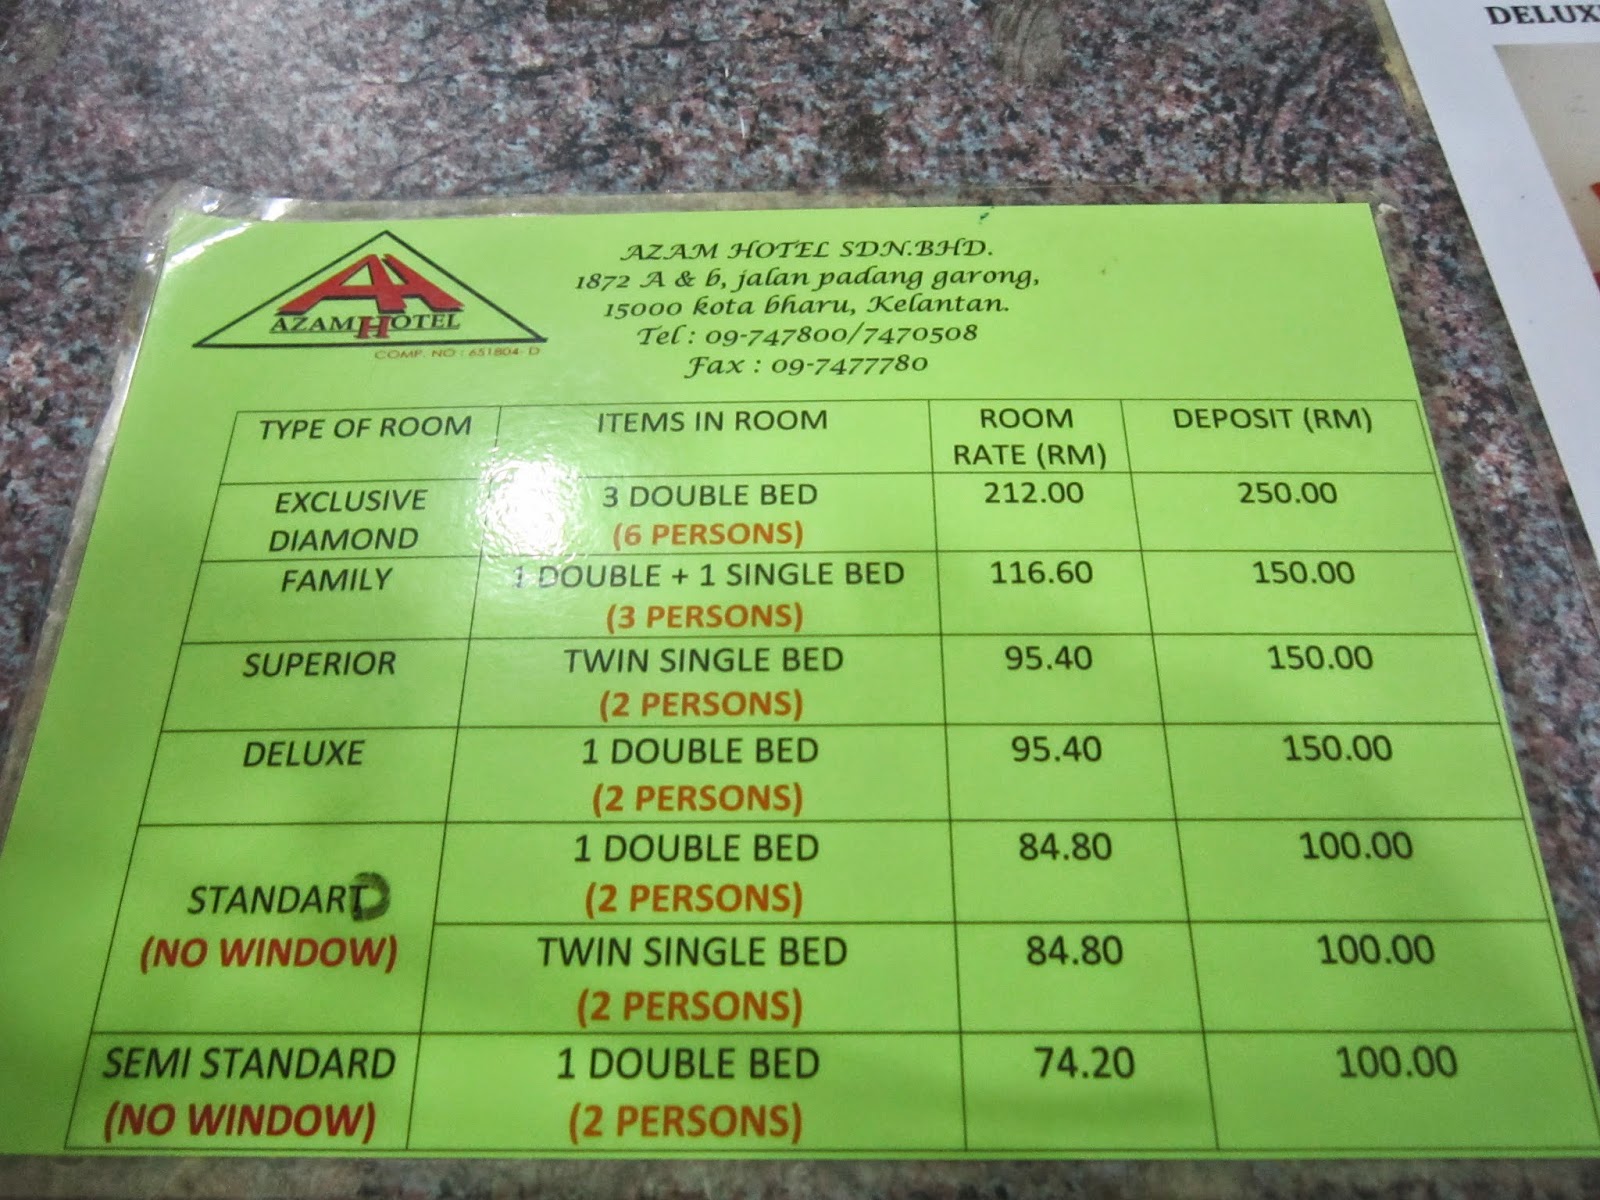 DELUX
AZAM HOTEL
COMP. NO : 651804- D
AZAM HOTEL SDN.BHD.
1872 A & b, jalan padang garong,
15000 kota bharu, Kelantan.
Tel : 09-747800/7470508
Fax : 09-7477780
TYPE OF ROOM ITEMS IN ROOM ROOM RATE (RM) DEPOSIT (RM)
EXCLUSIVE DIAMOND 3 DOUBLE BED 212.00 250.00
(6 PERSONS)
FAMILY 1 DOUBLE + 1 SINGLE BED 116.60 150.00
(3 PERSONS)
SUPERIOR TWIN SINGLE BED 95.40 150.00
(2 PERSONS)
DELUXE 1 DOUBLE BED 95.40 150.00
(2 PERSONS)
STANDARD
(NO WINDOW)
1 DOUBLE BED 84.80 100.00
(2 PERSONS)
TWIN SINGLE BED 84.80 100.00
(2 PERSONS)
SEMI STANDARD 1 DOUBLE BED 74.20 100.00
(NO WINDOW) (2 PERSONS)